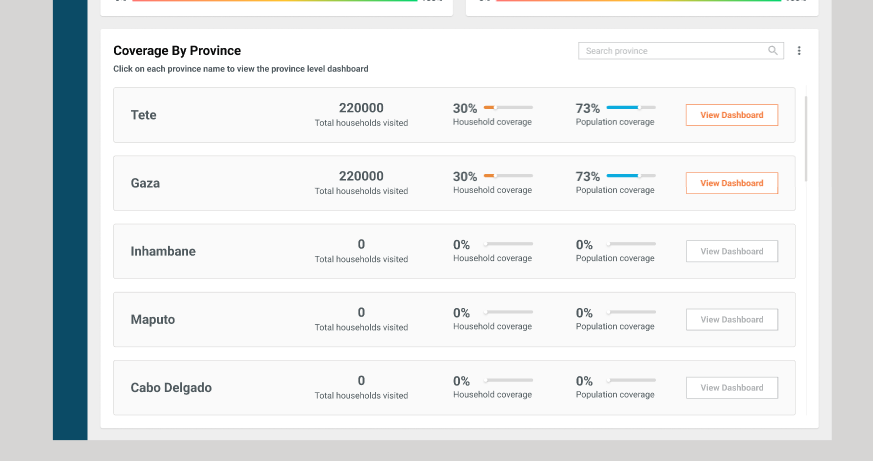 Coverage By Province
Search province
Click on each province name to view the province level dashboard
Tete
220000
Total households visited
30%
Household coverage
73%
Population coverage
View Dashboard
Gaza
220000
Total households visited
30%
Household coverage
73%
Population coverage
View Dashboard
Inhambane
0
Total households visited
0%
Household coverage
0%
Population coverage
View Dashboard
Maputo
0
Total households visited
0%
Household coverage
0%
Population coverage
View Dashboard
Cabo Delgado
0
Total households visited
0%
Household coverage
0%
Population coverage
View Dashboard